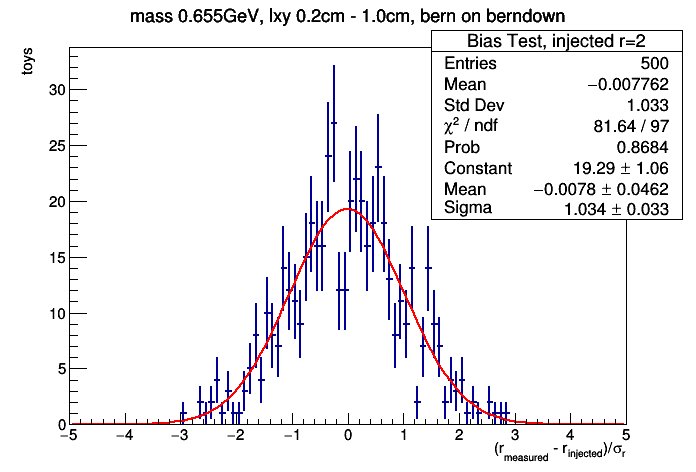 mass 0.655GeV, lxy 0.2cm - 1.0cm, bern on berndown
toys
Bias Test, injected r=2
Entries 500
Mean −0.007762
Std Dev 1.033
χ² / ndf 81.64 / 97
Prob 0.8684
Constant 19.29 ± 1.06
Mean −0.0078 ± 0.0462
Sigma 1.034 ± 0.033
30
25
20
15
10
5
0
−5 −4 −3 −2 −1 0 1 2 3 4 5
(r_measured - r_injected)/σ_r